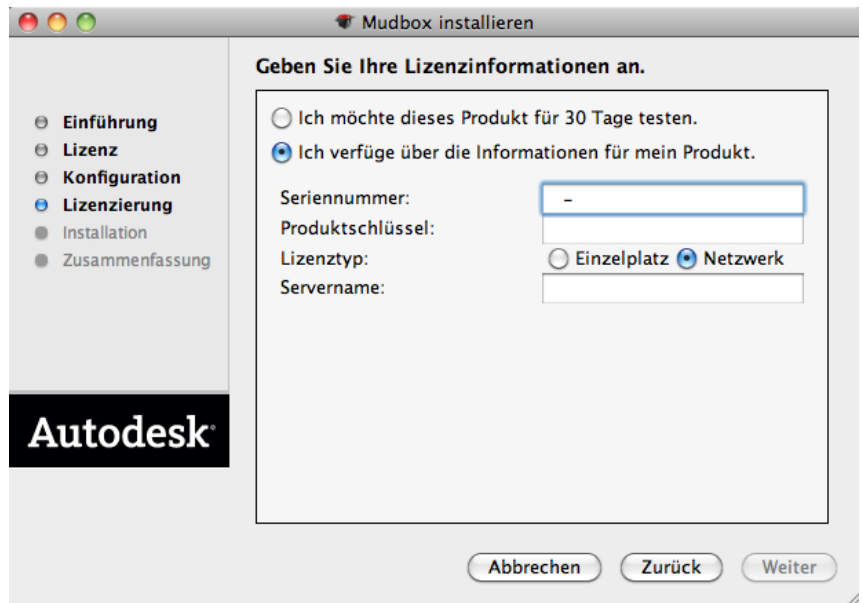 Mudbox installieren
Geben Sie Ihre Lizenzinformationen an.
Einführung
Lizenz
Konfiguration
Lizenzierung
Installation
Zusammenfassung
Ich möchte dieses Produkt für 30 Tage testen.
Ich verfüge über die Informationen für mein Produkt.
Seriennummer: –
Produktschlüssel:
Lizenztyp: Einzelplatz Netzwerk
Servername:
Autodesk
Abbrechen Zurück Weiter